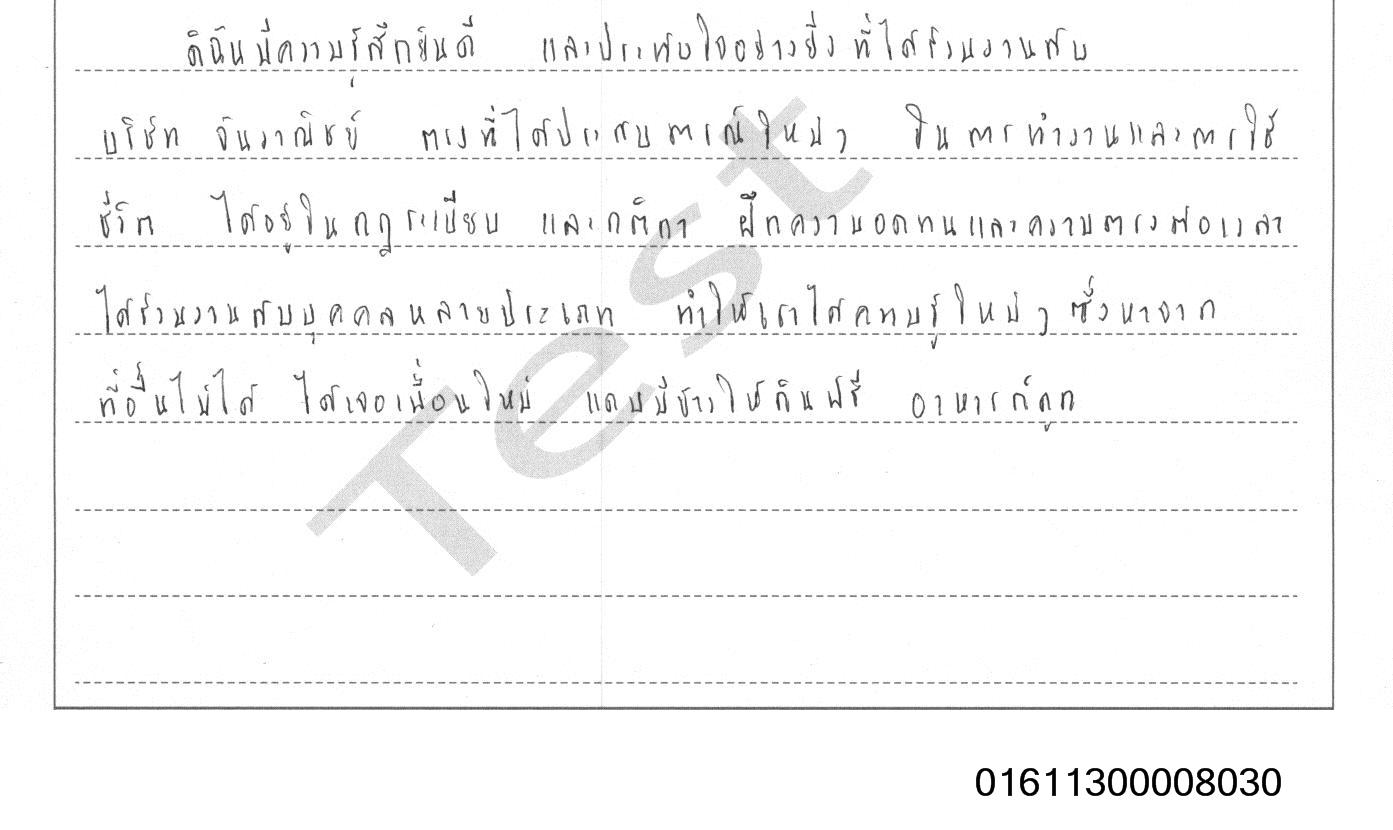 ดิฉันมีความรู้สึกยินดี และประทับใจอย่างยิ่ง ที่ได้ร่วมงานกับ
บริษัท จันวาณิชย์ ตรงที่ได้ประสบการณ์ใหม่ๆ ในการทำงานและการใช้
ชีวิต ได้อยู่ในกฎระเบียบ และกติกา ฝึกความอดทนและความตรงต่อเวลา
ได้ร่วมงานกับบุคคลหลายประเภท ทำให้เราได้ความรู้ใหม่ๆ ซึ่งหาจาก
ที่อื่นไม่ได้ ได้เจอเพื่อนใหม่ แถมมีข้าวให้กินฟรี อาหารก็ถูก
Test
01611300008030